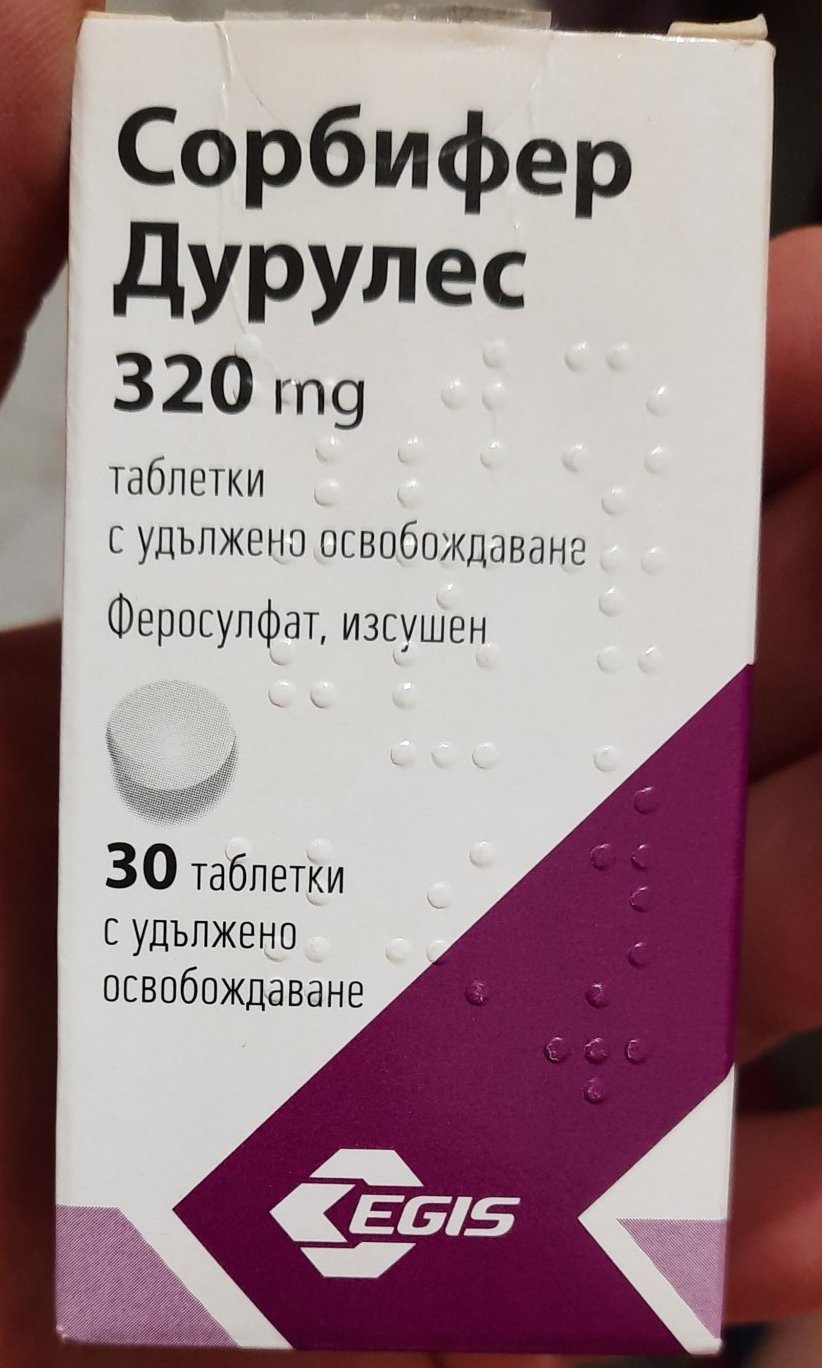 Сорбифер
Дурулес
320 mg
таблетки
с удължено освобождаване
Феросулфат, изсушен
30 таблетки
с удължено
освобождаване
EGIS